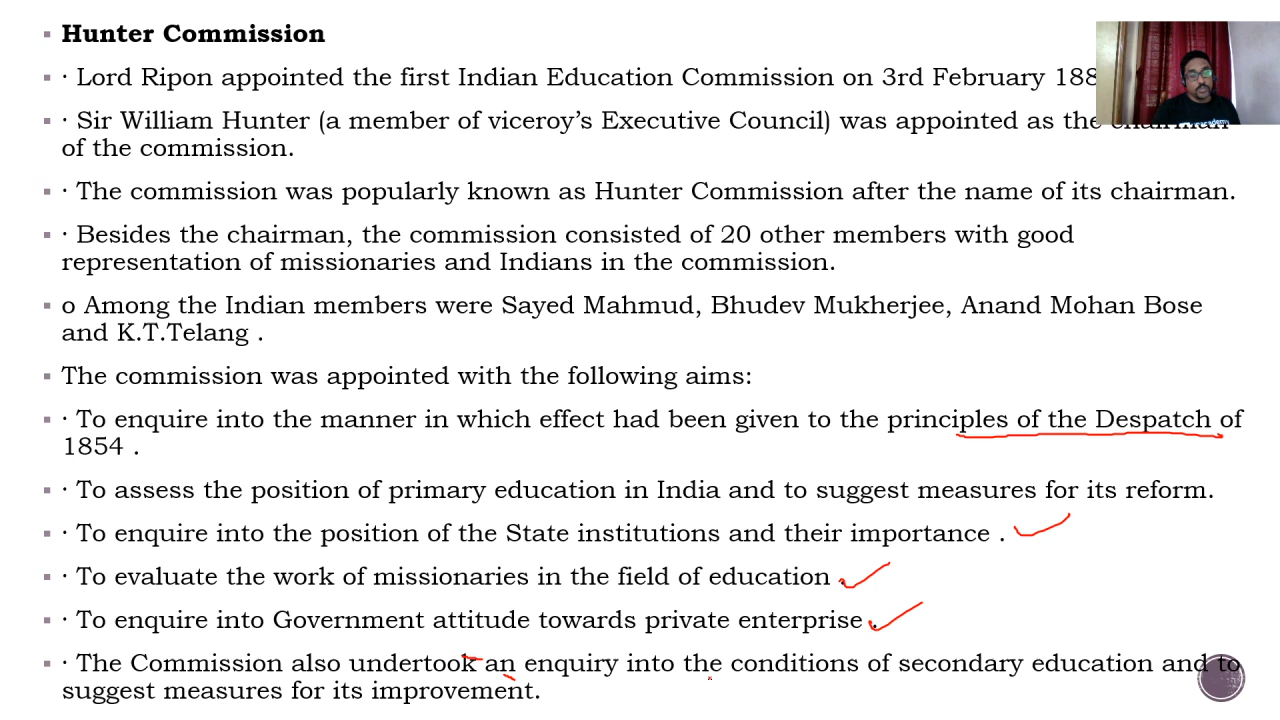 Hunter Commission
· Lord Ripon appointed the first Indian Education Commission on 3rd February
· Sir William Hunter (a member of viceroy’s Executive Council) was appointed as the chairman
of the commission.
· The commission was popularly known as Hunter Commission after the name of its chairman.
· Besides the chairman, the commission consisted of 20 other members with good
representation of missionaries and Indians in the commission.
o Among the Indian members were Sayed Mahmud, Bhudev Mukherjee, Anand Mohan Bose
and K.T.Telang .
The commission was appointed with the following aims:
· To enquire into the manner in which effect had been given to the principles of the Despatch of
1854 .
· To assess the position of primary education in India and to suggest measures for its reform.
· To enquire into the position of the State institutions and their importance .
· To evaluate the work of missionaries in the field of education .
· To enquire into Government attitude towards private enterprise .
· The Commission also undertook an enquiry into the conditions of secondary education and to
suggest measures for its improvement.